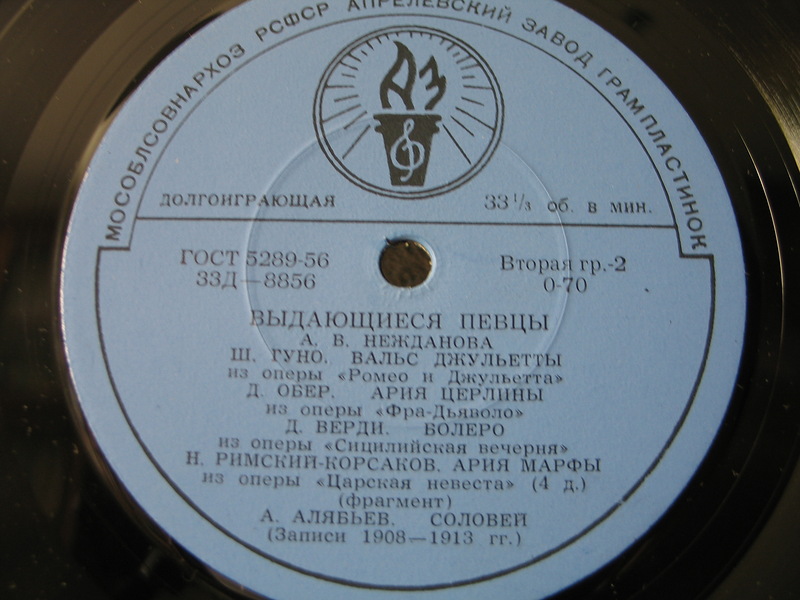 МОСОБЛСОВНАРХОЗ РСФСР АПРЕЛЕВСКИЙ ЗАВОД ГРАМПЛАСТИНОК
АЗ
ДОЛГОИГРАЮЩАЯ 33 1/3 об. в мин.
ГОСТ 5289-56 Вторая гр.-2
33Д—8856 0-70
ВЫДАЮЩИЕСЯ ПЕВЦЫ
А. В. НЕЖДАНОВА
Ш. ГУНО. ВАЛЬС ДЖУЛЬЕТТЫ
из оперы «Ромео и Джульетта»
Д. ОБЕР. АРИЯ ЦЕРЛИНЫ
из оперы «Фра-Дьяволо»
Д. ВЕРДИ. БОЛЕРО
из оперы «Сицилийская вечерня»
Н. РИМСКИЙ-КОРСАКОВ. АРИЯ МАРФЫ
из оперы «Царская невеста» (4 д.)
(фрагмент)
А. АЛЯБЬЕВ. СОЛОВЕЙ
(Записи 1908—1913 гг.)